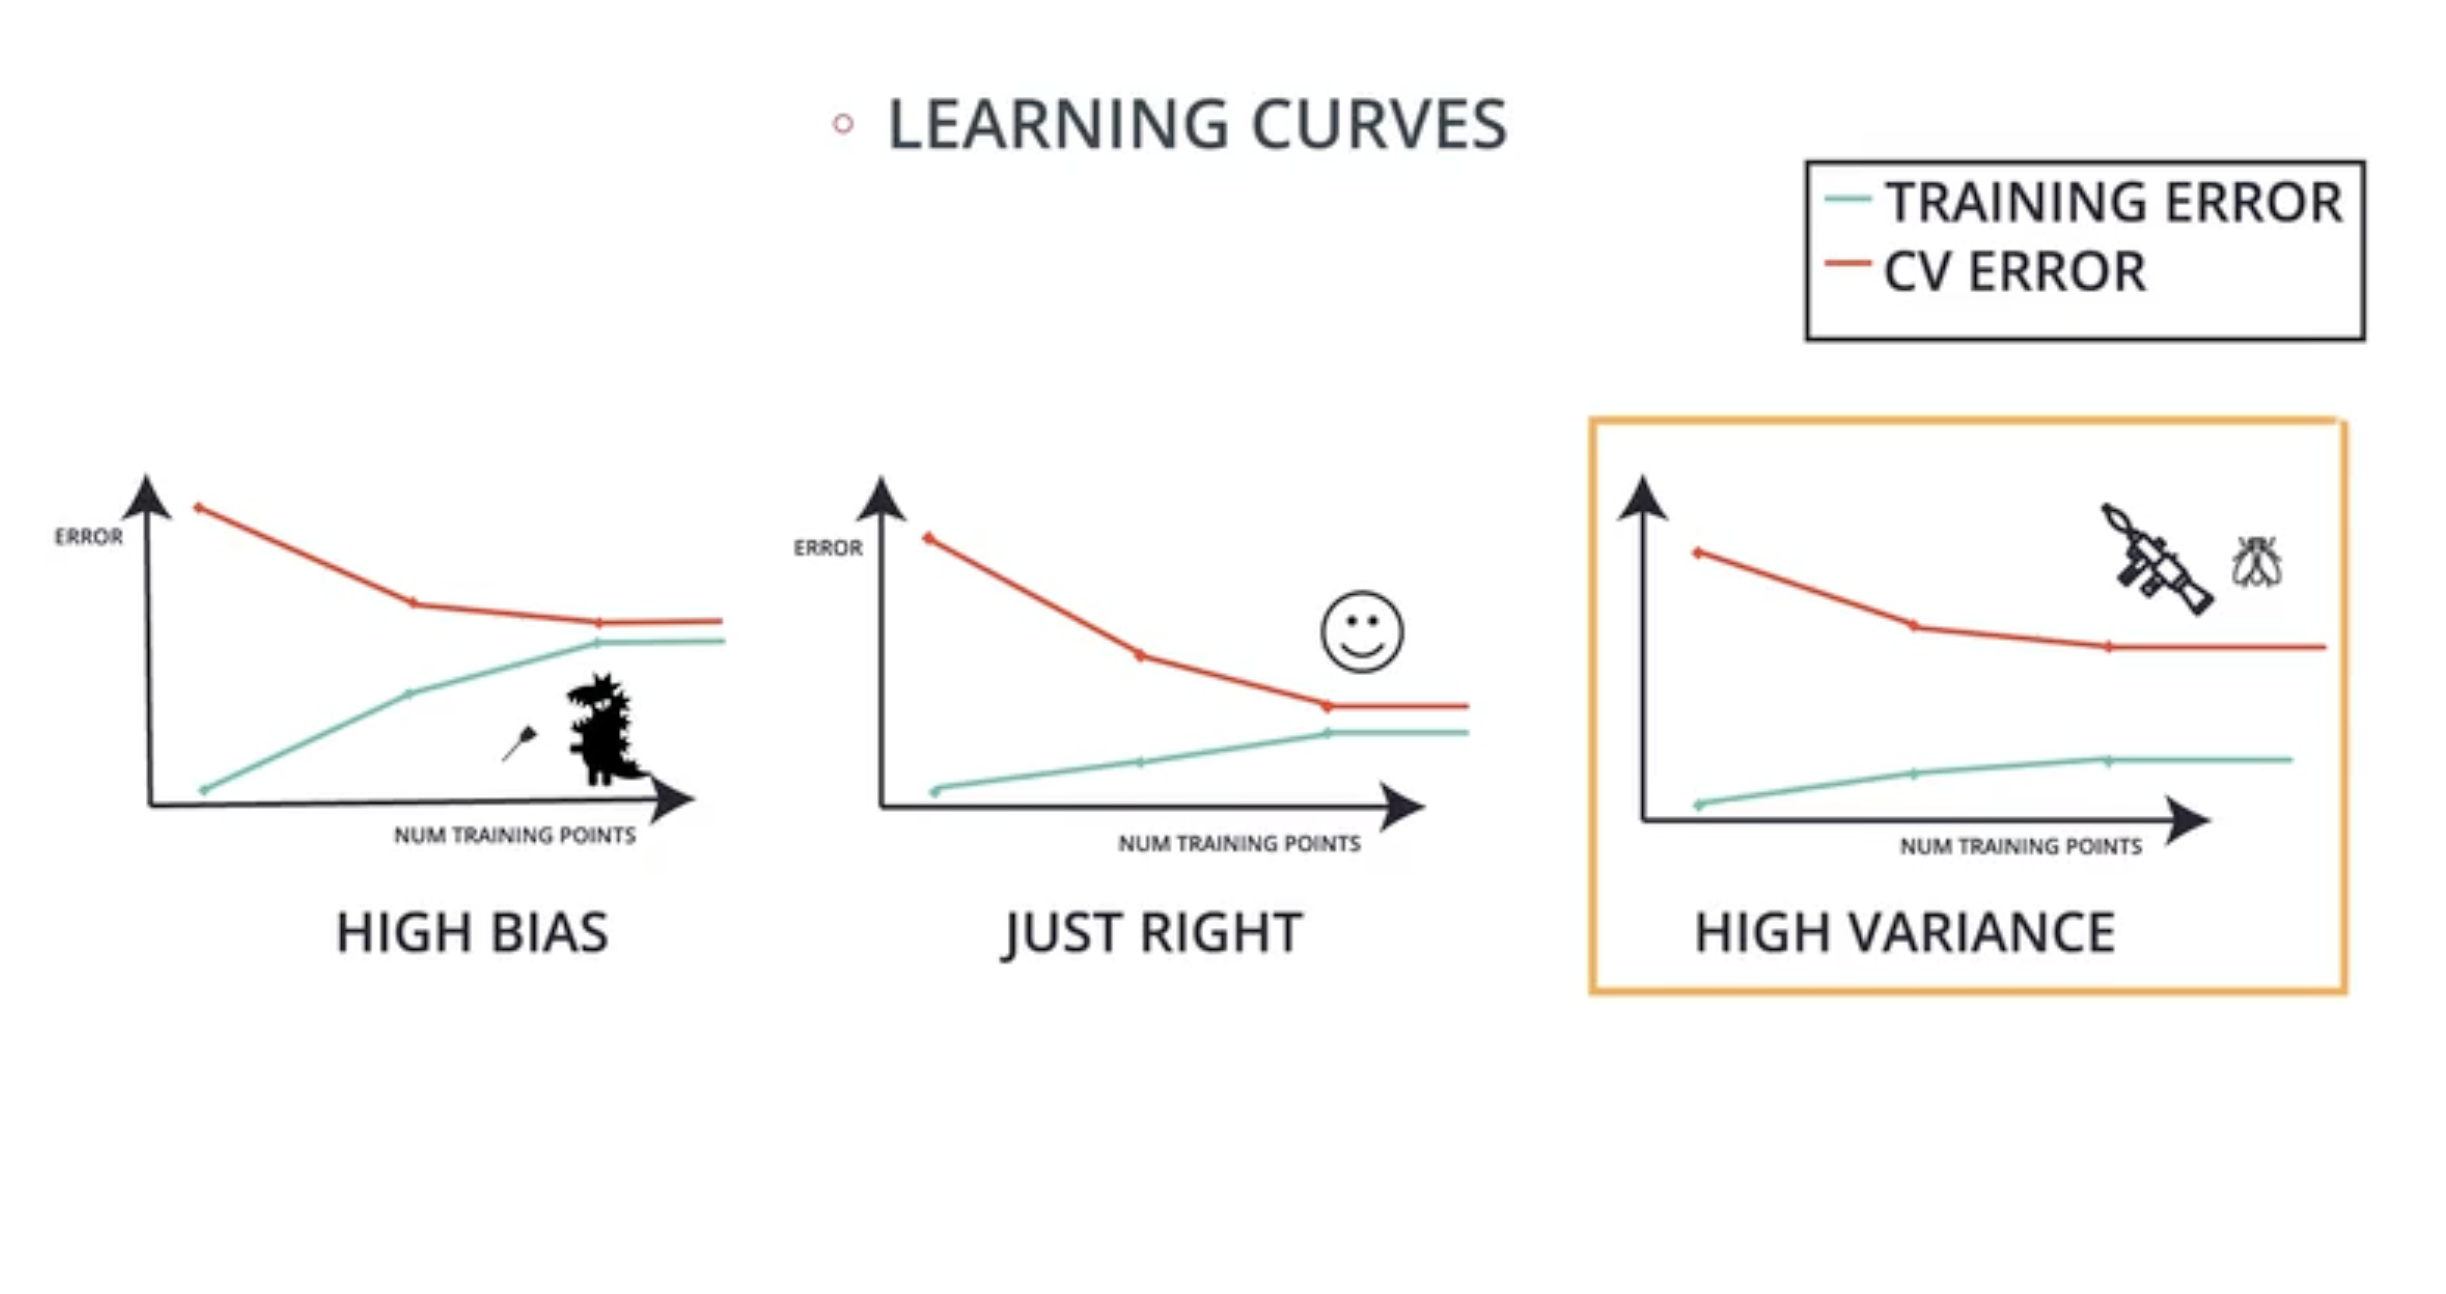 LEARNING CURVES
TRAINING ERROR
CV ERROR
ERROR
NUM TRAINING POINTS
HIGH BIAS
ERROR
NUM TRAINING POINTS
JUST RIGHT
NUM TRAINING POINTS
HIGH VARIANCE